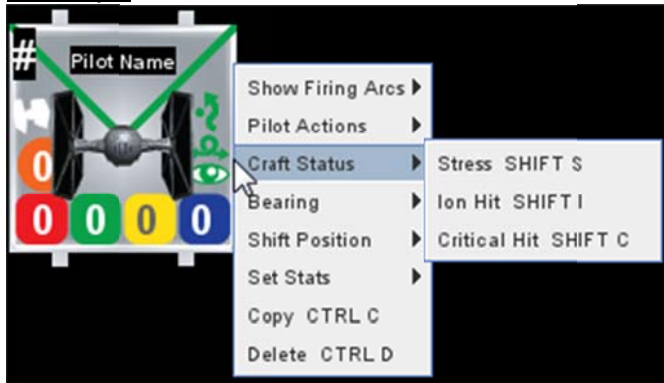 #
Pilot Name
0
0 0 0 0
Show Firing Arcs
Pilot Actions
Craft Status
Bearing
Shift Position
Set Stats
Copy CTRL C
Delete CTRL D
Stress SHIFT S
Ion Hit SHIFT I
Critical Hit SHIFT C